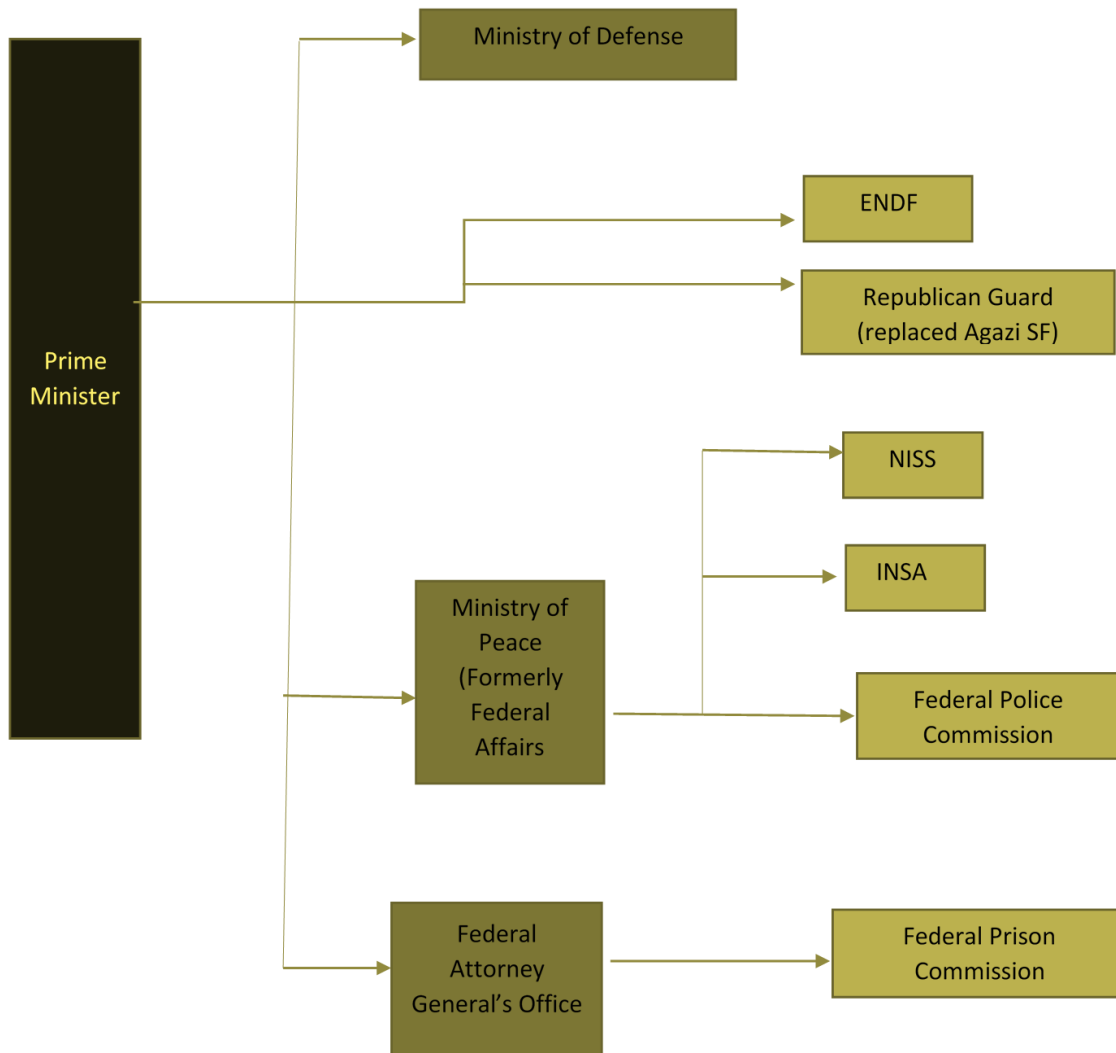 Ministry of Defense
ENDF
Republican Guard
(replaced Agazi SF)
Prime
Minister
NISS
INSA
Ministry of
Peace
(Formerly
Federal
Affairs
Federal Police
Commission
Federal
Attorney
General’s Office
Federal Prison
Commission